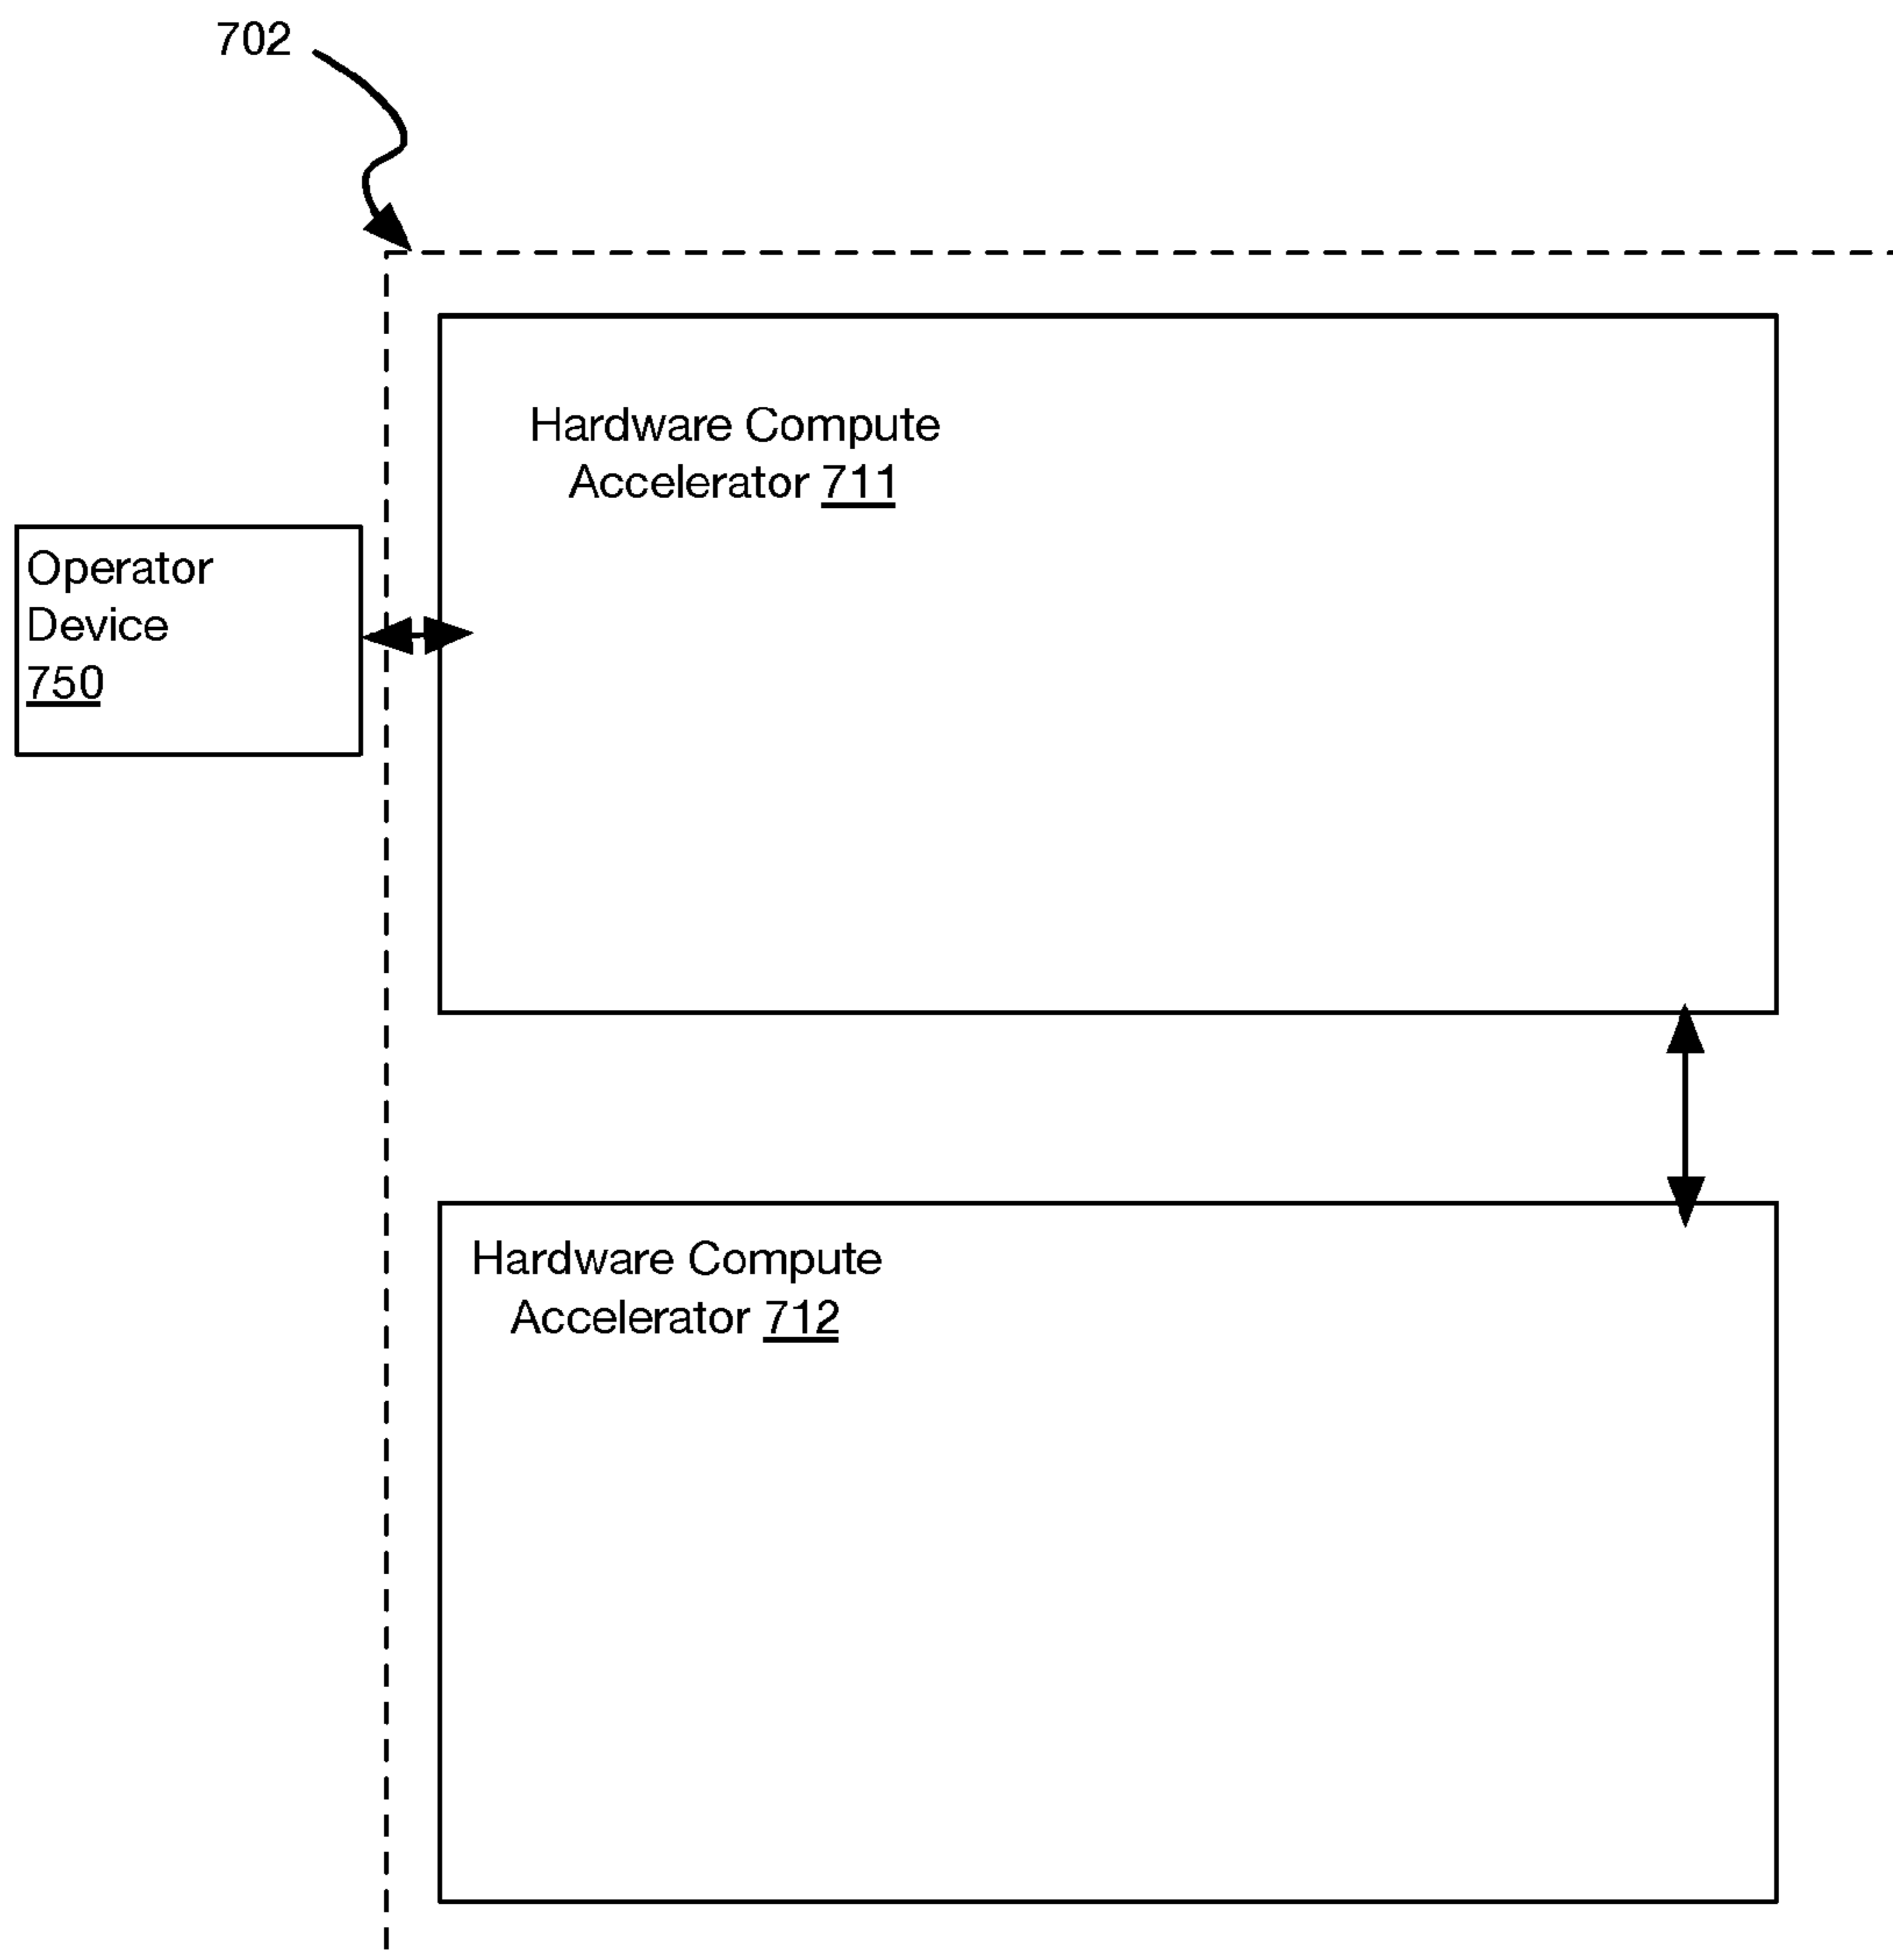 702
Hardware Compute
Accelerator 711
Operator
Device
750
Hardware Compute
Accelerator 712